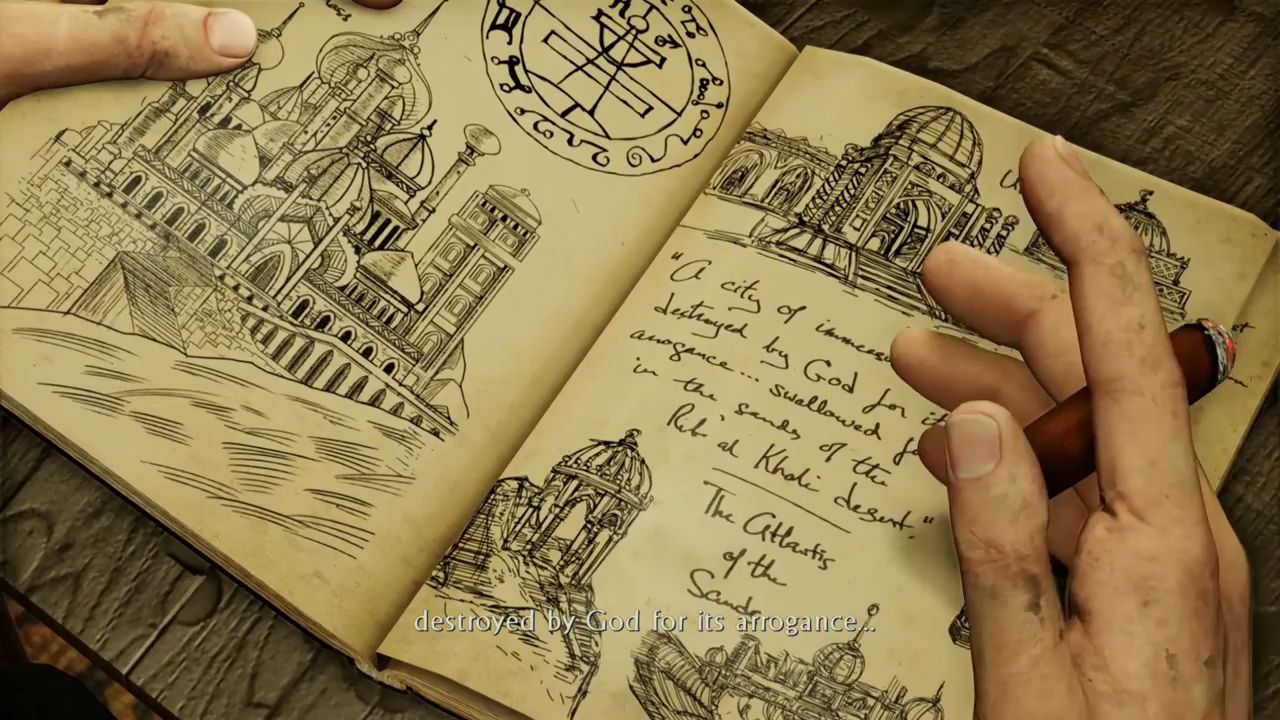 "A city of immense
destroyed by God for it
arrogance... swallowed fo
in the sands of the
Rub' al Khali desert."
The Atlantis
of the
Sands
destroyed by God for its arrogance...